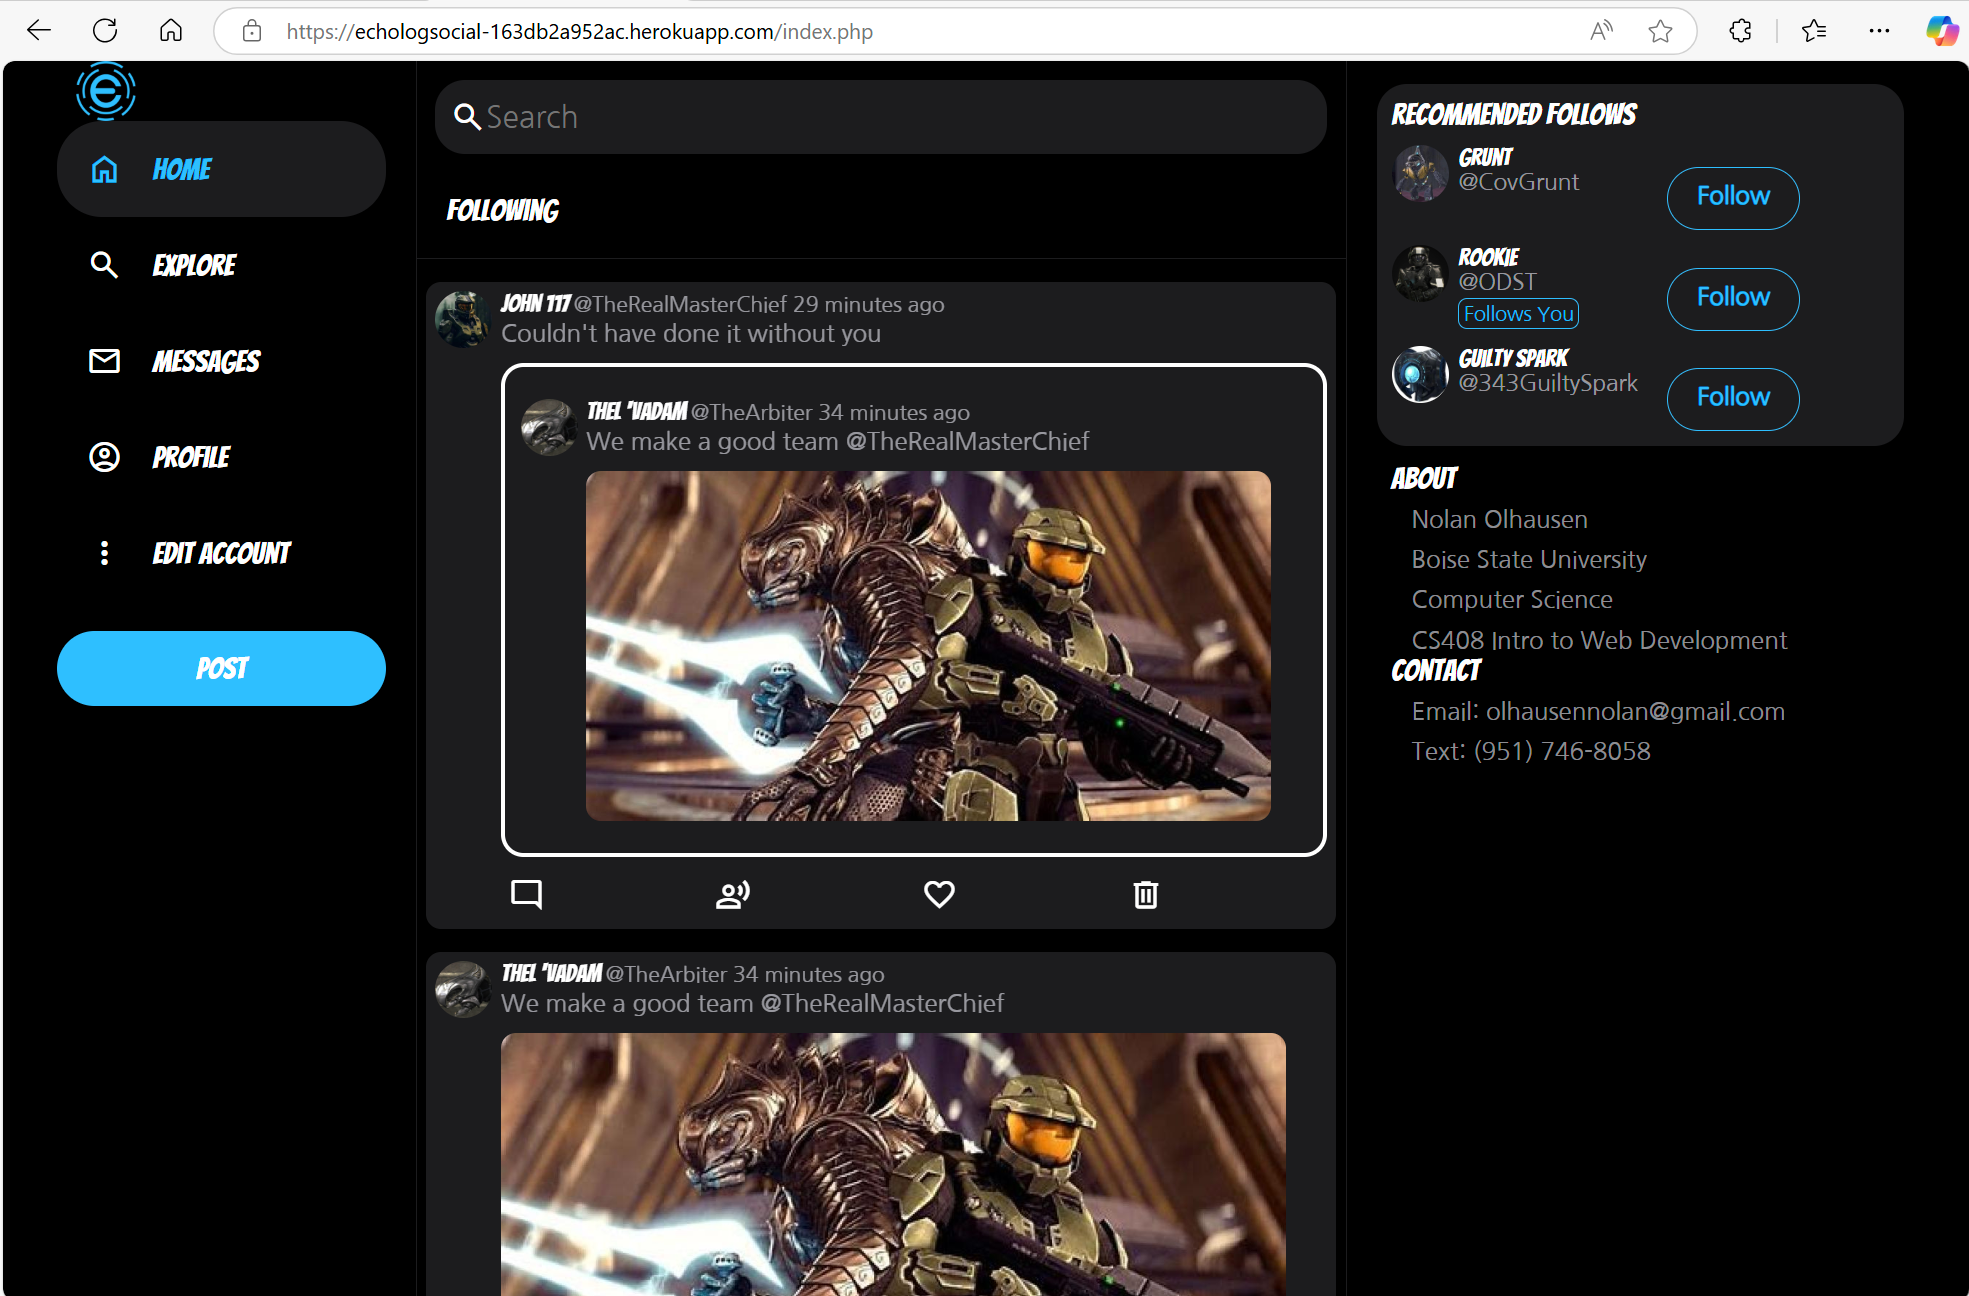 https://echologsocial-163db2a952ac.herokuapp.com/index.php
HOME
EXPLORE
MESSAGES
PROFILE
EDIT ACCOUNT
POST
Search
FOLLOWING
JOHN 117 @TheRealMasterChief 29 minutes ago
Couldn't have done it without you
THEL 'VADAM @TheArbiter 34 minutes ago
We make a good team @TheRealMasterChief
THEL 'VADAM @TheArbiter 34 minutes ago
We make a good team @TheRealMasterChief
RECOMMENDED FOLLOWS
GRUNT
@CovGrunt
Follow
ROOKIE
@ODST
Follows You
Follow
GUILTY SPARK
@343GuiltySpark
Follow
ABOUT
Nolan Olhausen
Boise State University
Computer Science
CS408 Intro to Web Development
CONTACT
Email: olhausennolan@gmail.com
Text: (951) 746-8058